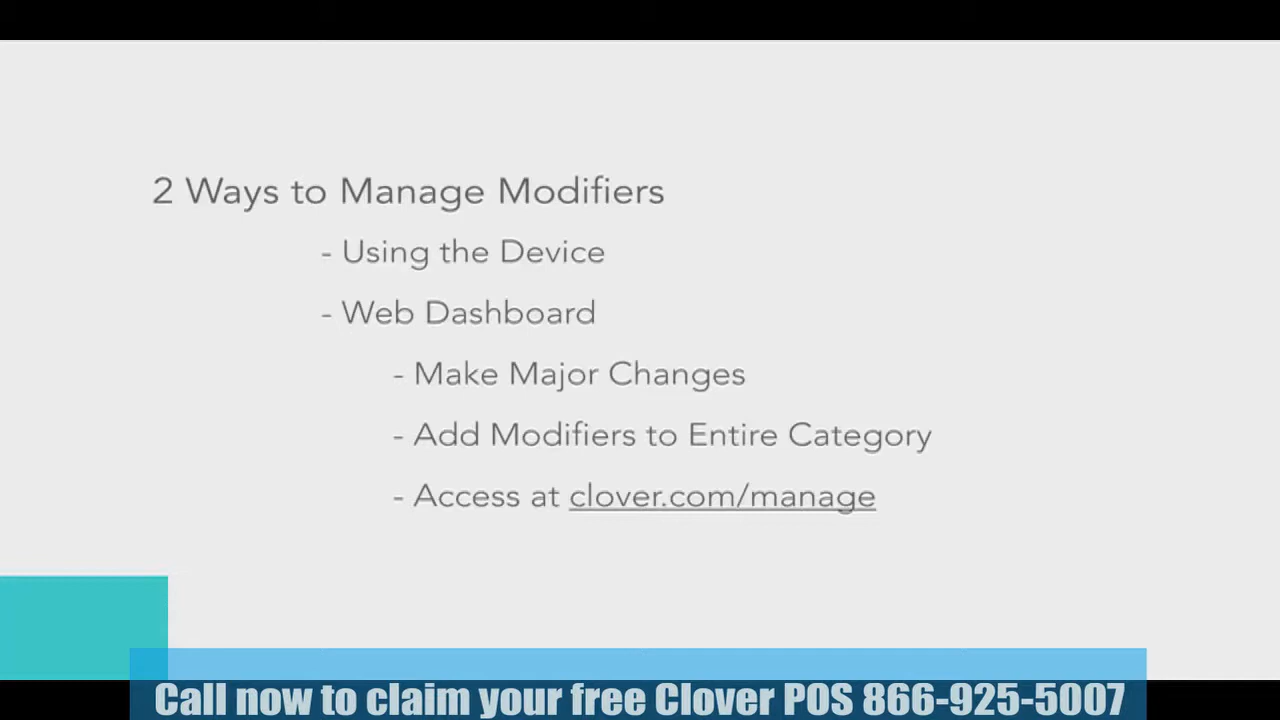 2 Ways to Manage Modifiers
- Using the Device
- Web Dashboard
- Make Major Changes
- Add Modifiers to Entire Category
- Access at clover.com/manage
Call now to claim your free Clover POS 866-925-5007